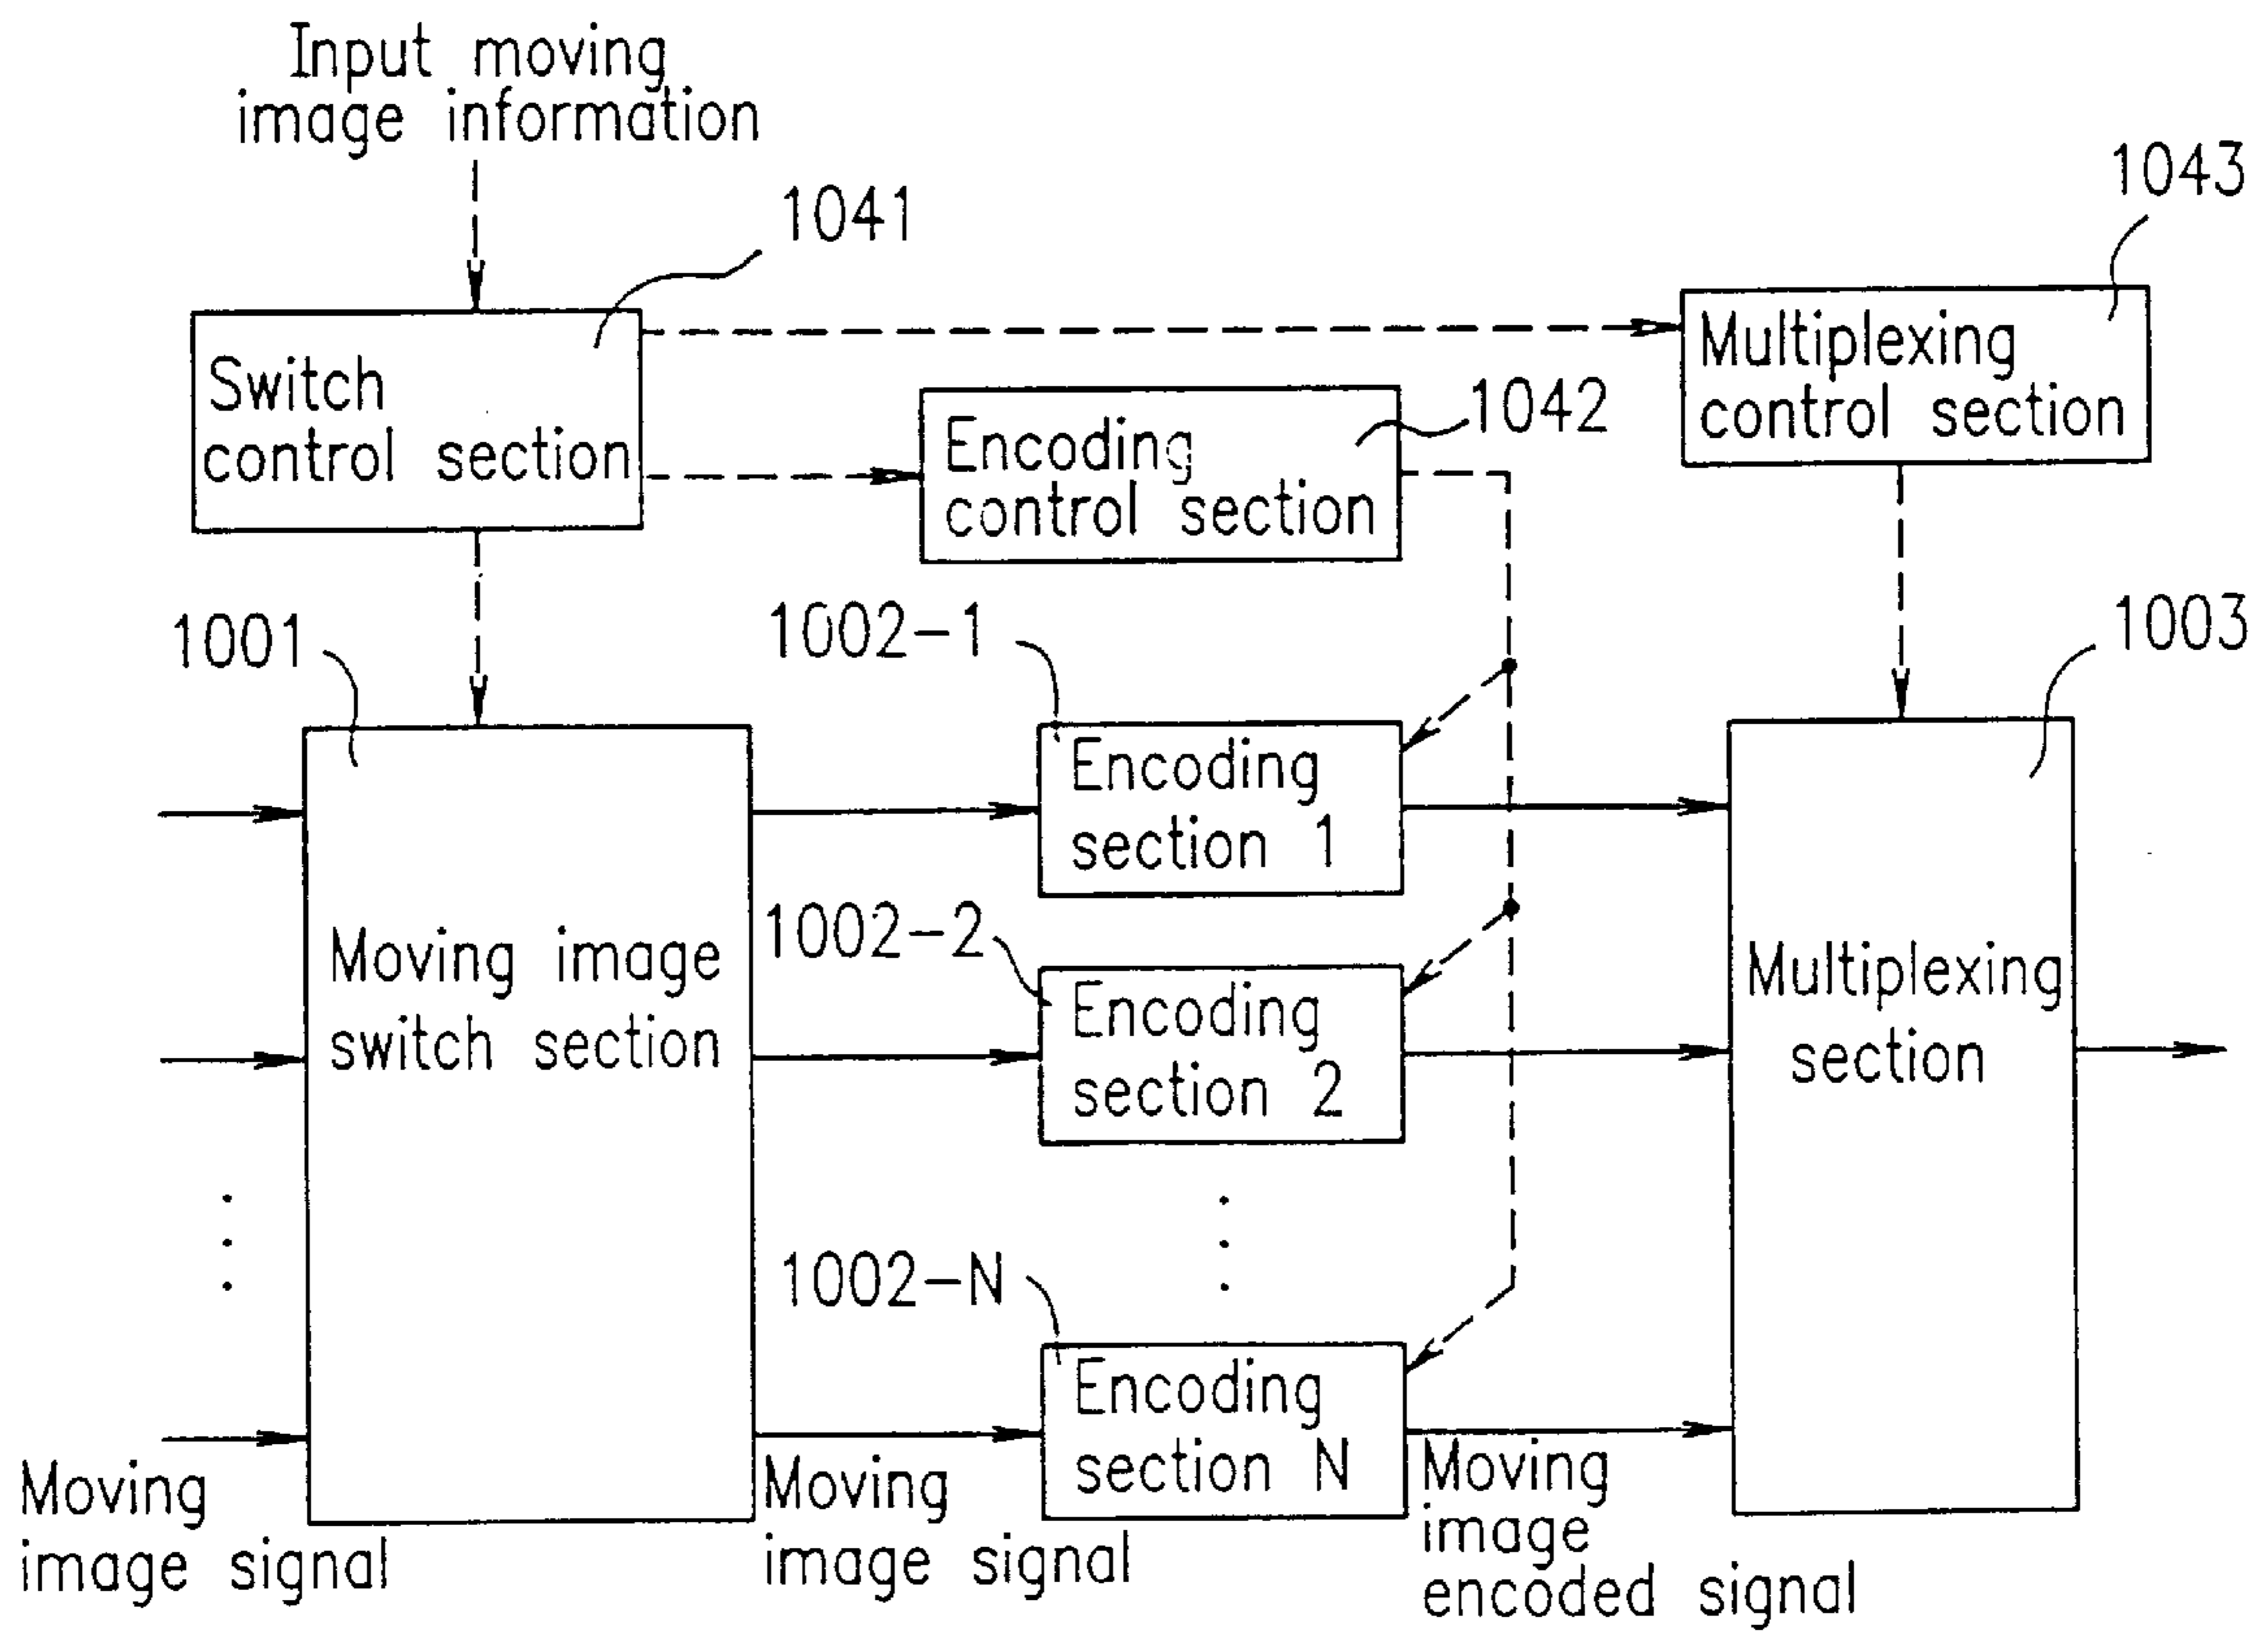 Input moving
image information
1041
1043
Switch
control section
Multiplexing
control section
1042
Encoding
control section
1001
1002-1
1003
Encoding
section 1
Moving image
switch section
1002-2
Encoding
section 2
Multiplexing
section
1002-N
Encoding
section N
Moving
image signal
Moving
image signal
Moving
image
encoded signal